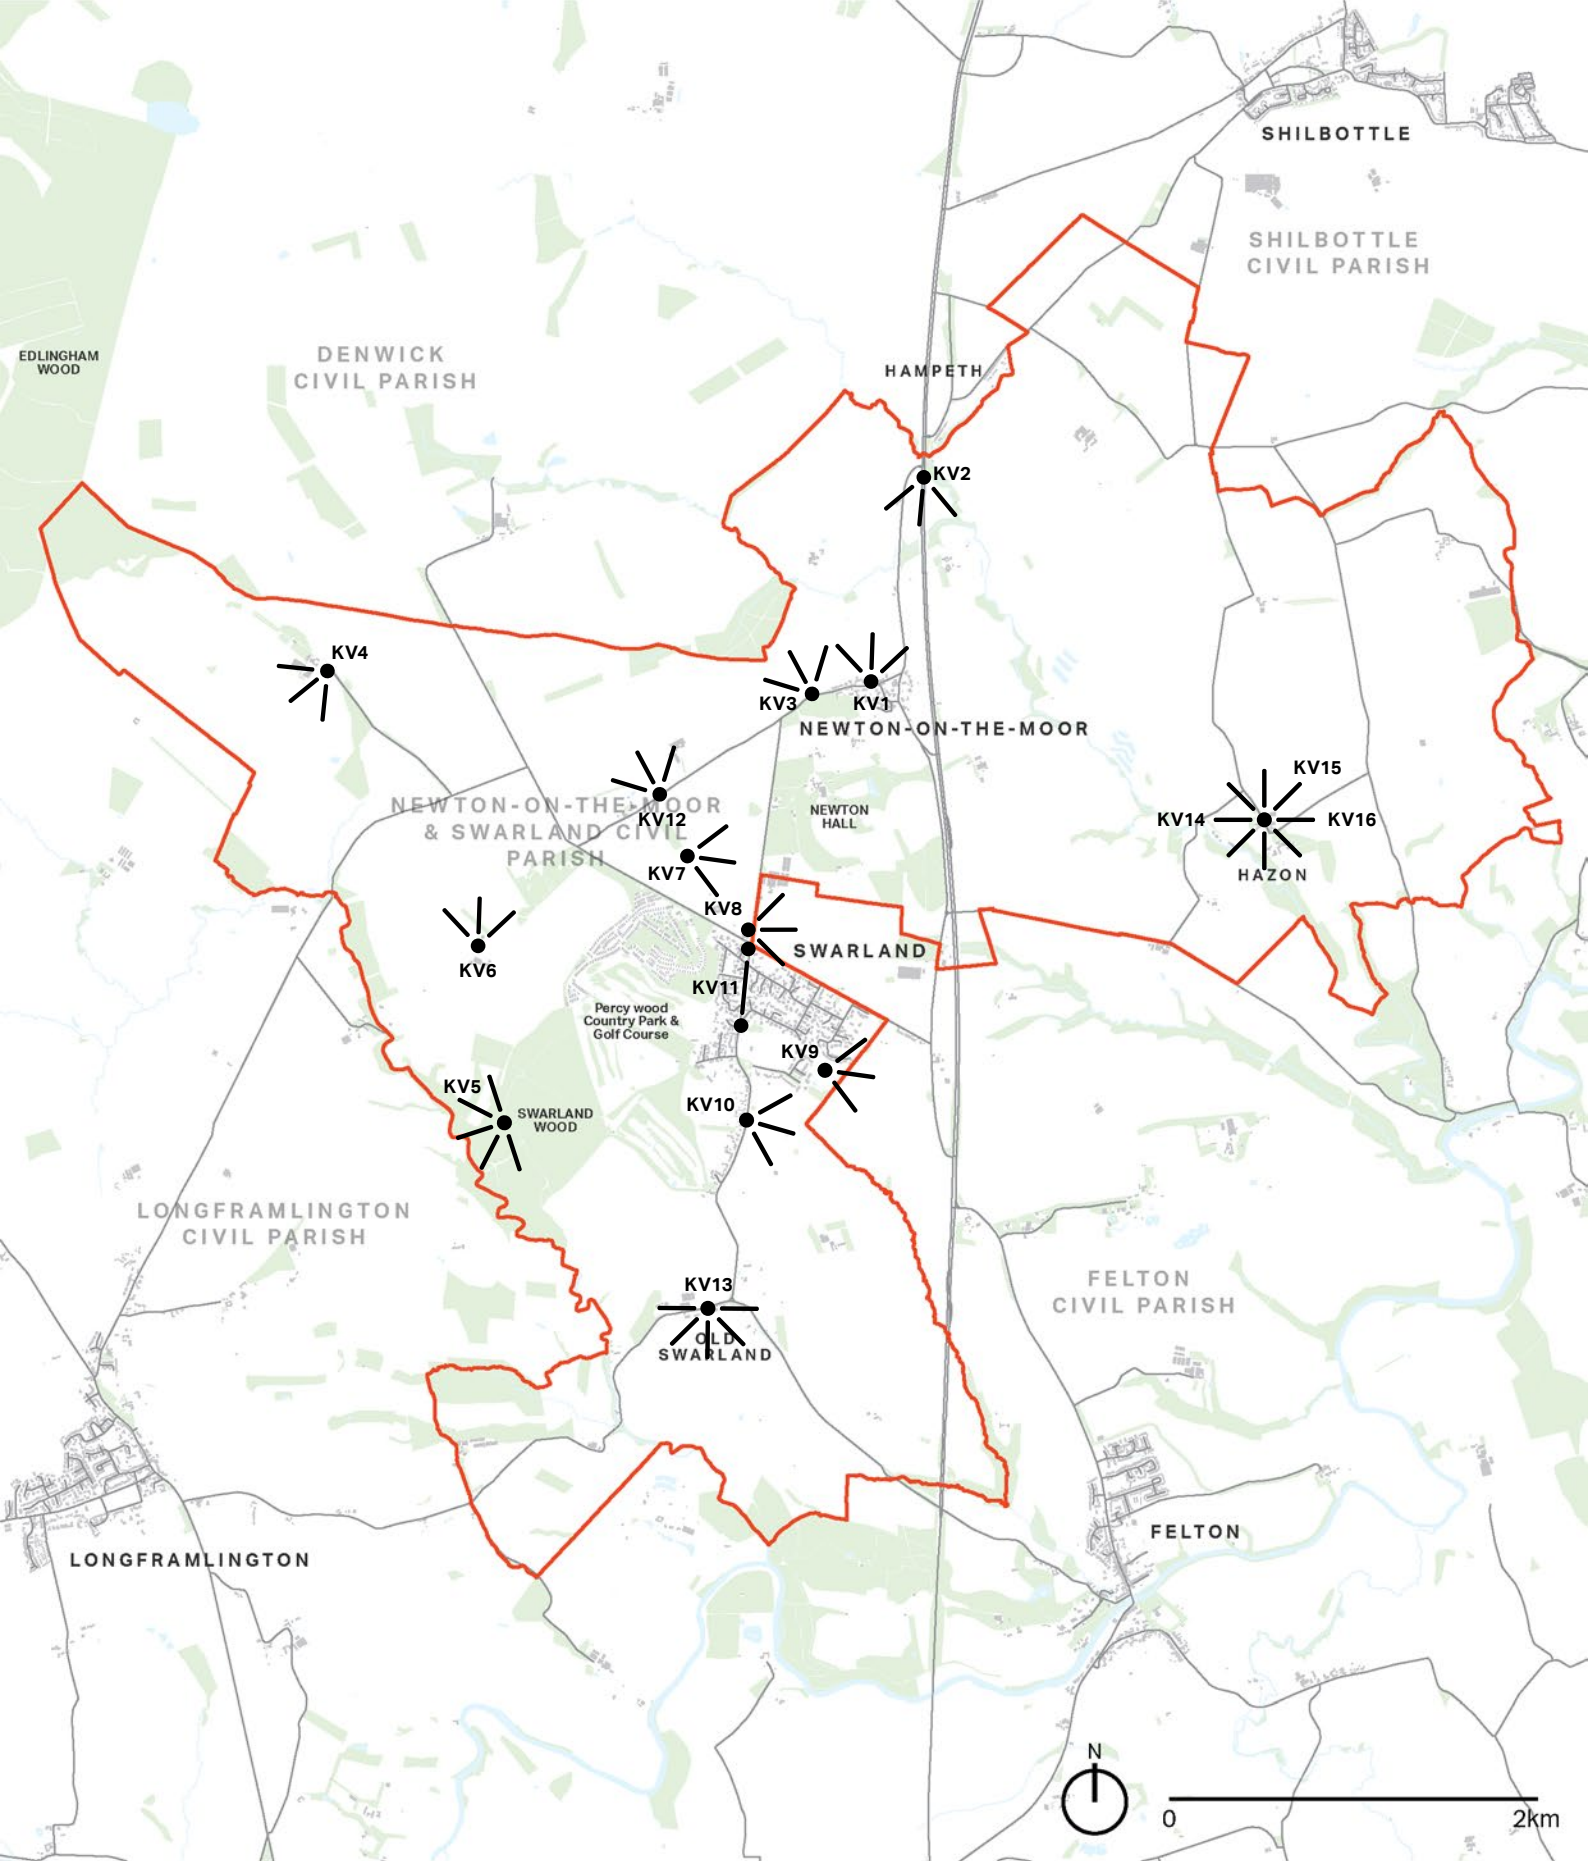 SHILBOTTLE
SHILBOTTLE
CIVIL PARISH
EDLINGHAM
WOOD
DENWICK
CIVIL PARISH
HAMPETH
KV2
KV4
KV3
KV1
NEWTON-ON-THE-MOOR
KV15
KV14
KV16
HAZON
NEWTON-ON-THE-MOOR
& SWARLAND CIVIL
PARISH
KV12
NEWTON
HALL
KV7
KV8
SWARLAND
KV6
KV11
Percy wood
Country Park &
Golf Course
KV9
KV5
KV10
SWARLAND
WOOD
LONGFRAMLINGTON
CIVIL PARISH
KV13
OLD
SWARLAND
FELTON
CIVIL PARISH
FELTON
LONGFRAMLINGTON
N
0
2km